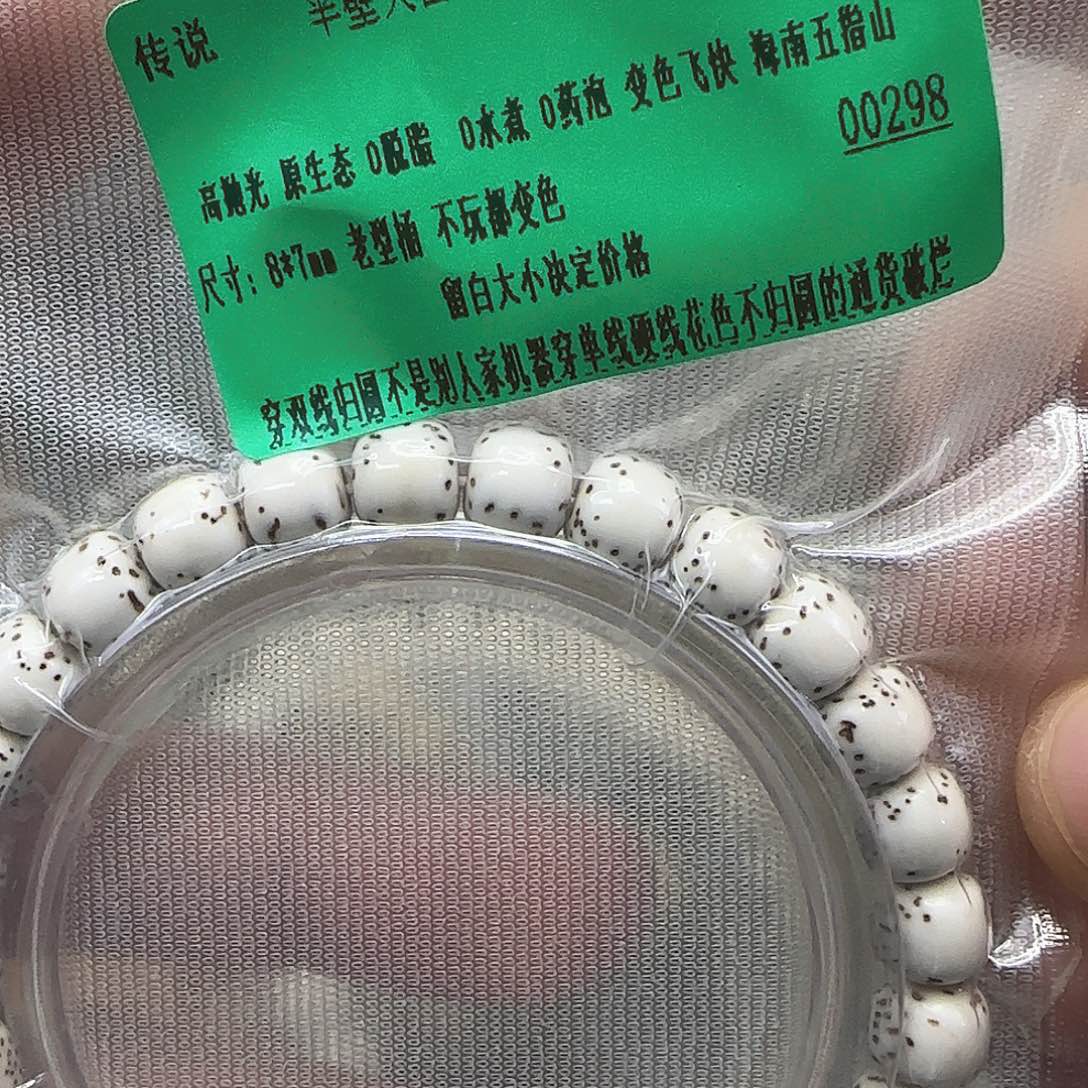 传说 半壁
高抛光 原生态 0脱脂 0水煮 0药泡 变色飞快 海南五指山
00298
尺寸：8*7mm 老型桶 不玩都变色
留白大小决定价格
穿双线归圆不是别人家机器穿单线硬线花色不归圆的通货破烂